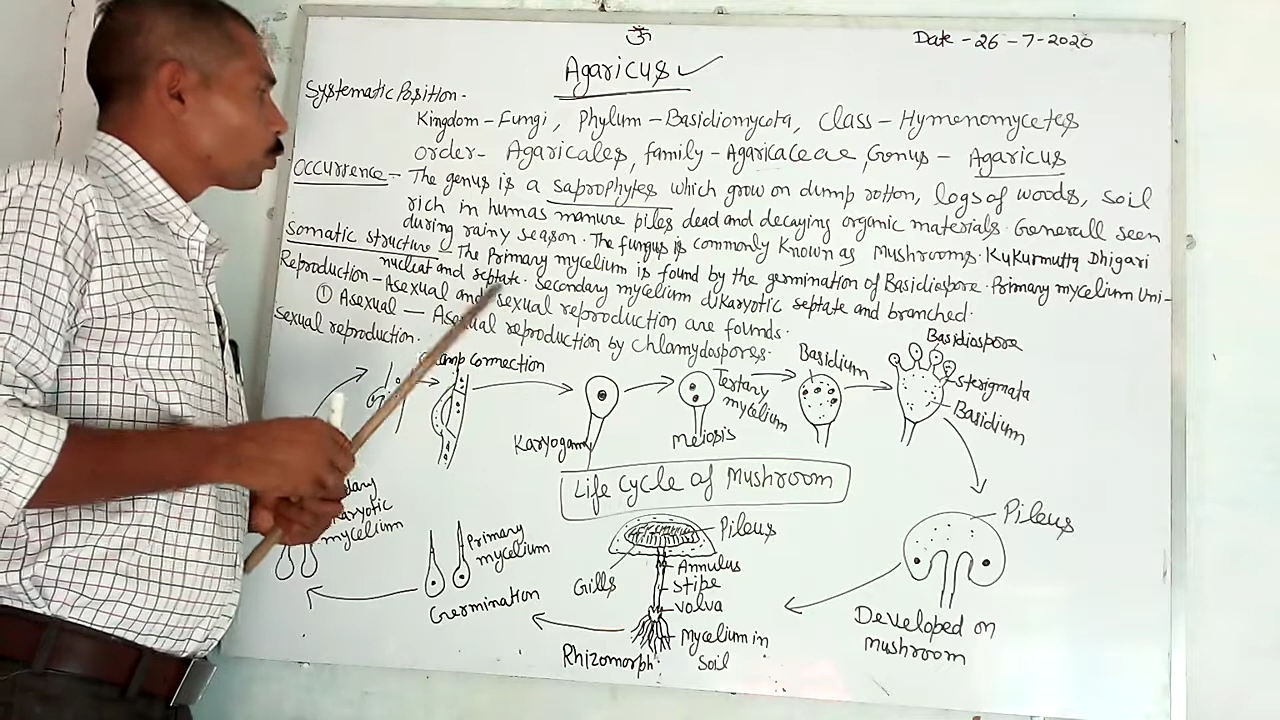 ॐ
Date - 26 - 7 - 2020
Agaricus ✓
Systematic Position -
Kingdom - Fungi, Phylum - Basidiomycota, Class - Hymenomycetes
Order - Agaricales, family - Agaricaceae, Genus - Agaricus
Occurrence - The genus is a saprophytes which grow on dump rotton, logs of woods, soil
rich in humas manure piles dead and decaying organic materials. Generall seen
during rainy season. The fungus is commonly known as Mushrooms. Kukurmutta Dhigari
Somatic structure - The Primary mycelium is found by the germination of Basidiospore. Primary mycelium Uni-
nucleat and septate. Secondary mycelium dikaryotic septate and branched.
Reproduction - Asexual and sexual reproduction are founds.
① Asexual — Asexual reproduction by chlamydospores.
sexual reproduction.
connection
Karyogamy
Meiosis
Tertary
mycelium
Basidium
Basidiospore
Sterigmata
Basidium
Life Cycle of Mushroom
Pileus
Developed on
mushroom
Pileus
Gills
Annulus
Stipe
Volva
Mycelium in
soil
Rhizomorph
Primary
mycelium
Germination
mycelium